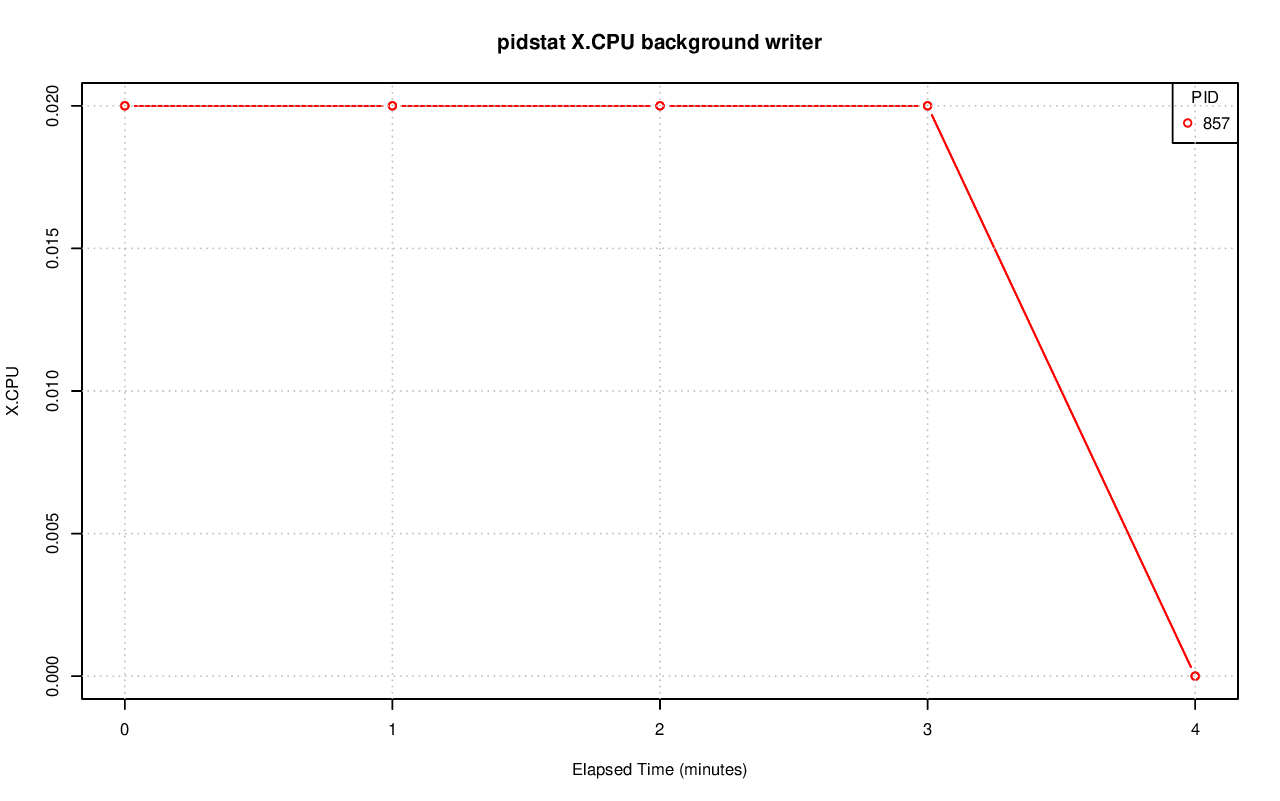 pidstat X.CPU background writer
PID
857
X.CPU
0.020
0.015
0.010
0.005
0.000
0
1
2
3
4
Elapsed Time (minutes)